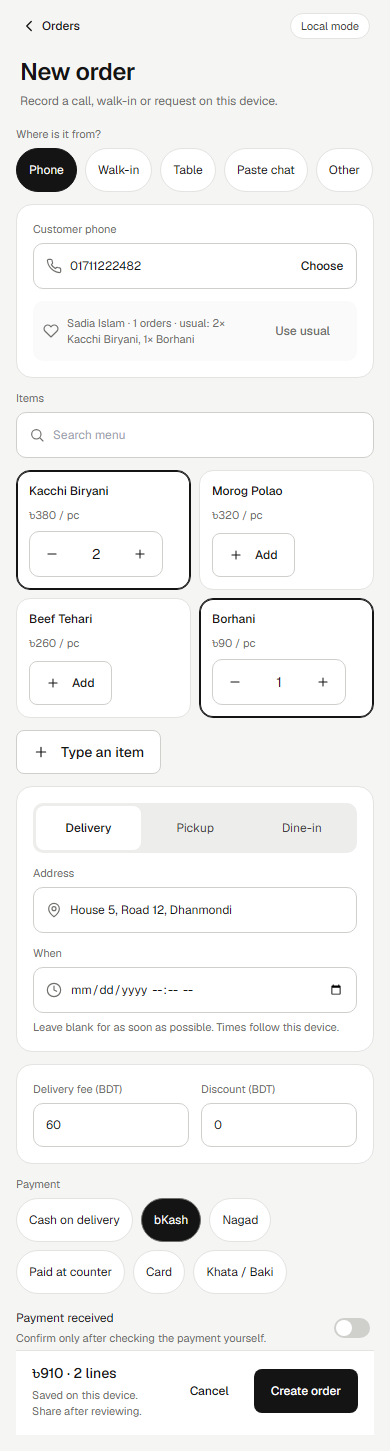 Orders
Local mode
New order
Record a call, walk-in or request on this device.
Where is it from?
Phone Walk-in Table Paste chat Other
Customer phone
01711222482 Choose
Sadia Islam · 1 orders · usual: 2×
Kacchi Biryani, 1× Borhani
Use usual
Items
Search menu
Kacchi Biryani
৳380 / pc
− 2 +
Morog Polao
৳320 / pc
+ Add
Beef Tehari
৳260 / pc
+ Add
Borhani
৳90 / pc
− 1 +
+ Type an item
Delivery Pickup Dine-in
Address
House 5, Road 12, Dhanmondi
When
mm/dd/yyyy --:-- --
Leave blank for as soon as possible. Times follow this device.
Delivery fee (BDT) Discount (BDT)
60 0
Payment
Cash on delivery bKash Nagad
Paid at counter Card Khata / Baki
Payment received
Confirm only after checking the payment yourself.
৳910 · 2 lines
Saved on this device.
Share after reviewing.
Cancel
Create order